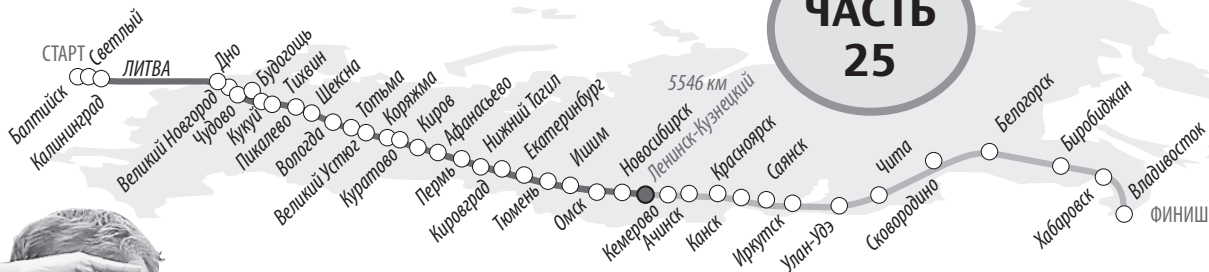 ЧАСТЬ
25
СТАРТ
Балтийск
Светлый
Калининград
ЛИТВА
Дно
Великий Новгород
Чудово
Будогощь
Кукуй
Тихвин
Пикалево
Шексна
Вологда
Тотьма
Великий Устюг
Коряжма
Куратово
Киров
Афанасьево
Пермь
Нижний Тагил
Кировград
Екатеринбург
Тюмень
Ишим
Омск
Новосибирск
5546 км
Ленинск-Кузнецкий
Кемерово
Ачинск
Красноярск
Канск
Саянск
Иркутск
Улан-Удэ
Чита
Сковородино
Белогорск
Биробиджан
Хабаровск
Владивосток
ФИНИШ